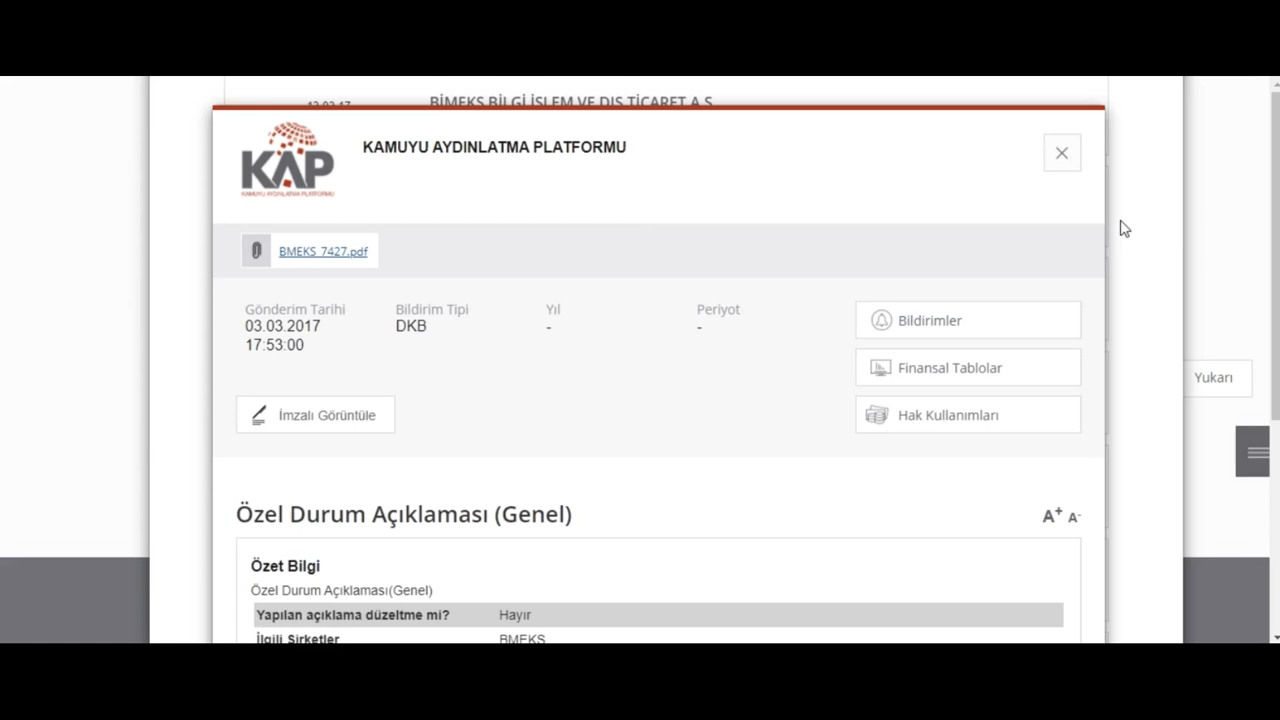 13.03.17 BİMEKS BİLGİ İŞLEM VE DIŞ TİCARET A.Ş.
KAP
KAMUYU AYDINLATMA PLATFORMU
KAMUYU AYDINLATMA PLATFORMU
BMEKS_7427.pdf
Gönderim Tarihi Bildirim Tipi Yıl Periyot
03.03.2017 DKB - -
17:53:00
Bildirimler
Finansal Tablolar
Yukarı
İmzalı Görüntüle
Hak Kullanımları
Özel Durum Açıklaması (Genel)
A+ A-
Özet Bilgi
Özel Durum Açıklaması(Genel)
Yapılan açıklama düzeltme mi? Hayır
İlgili Şirketler BMEKS